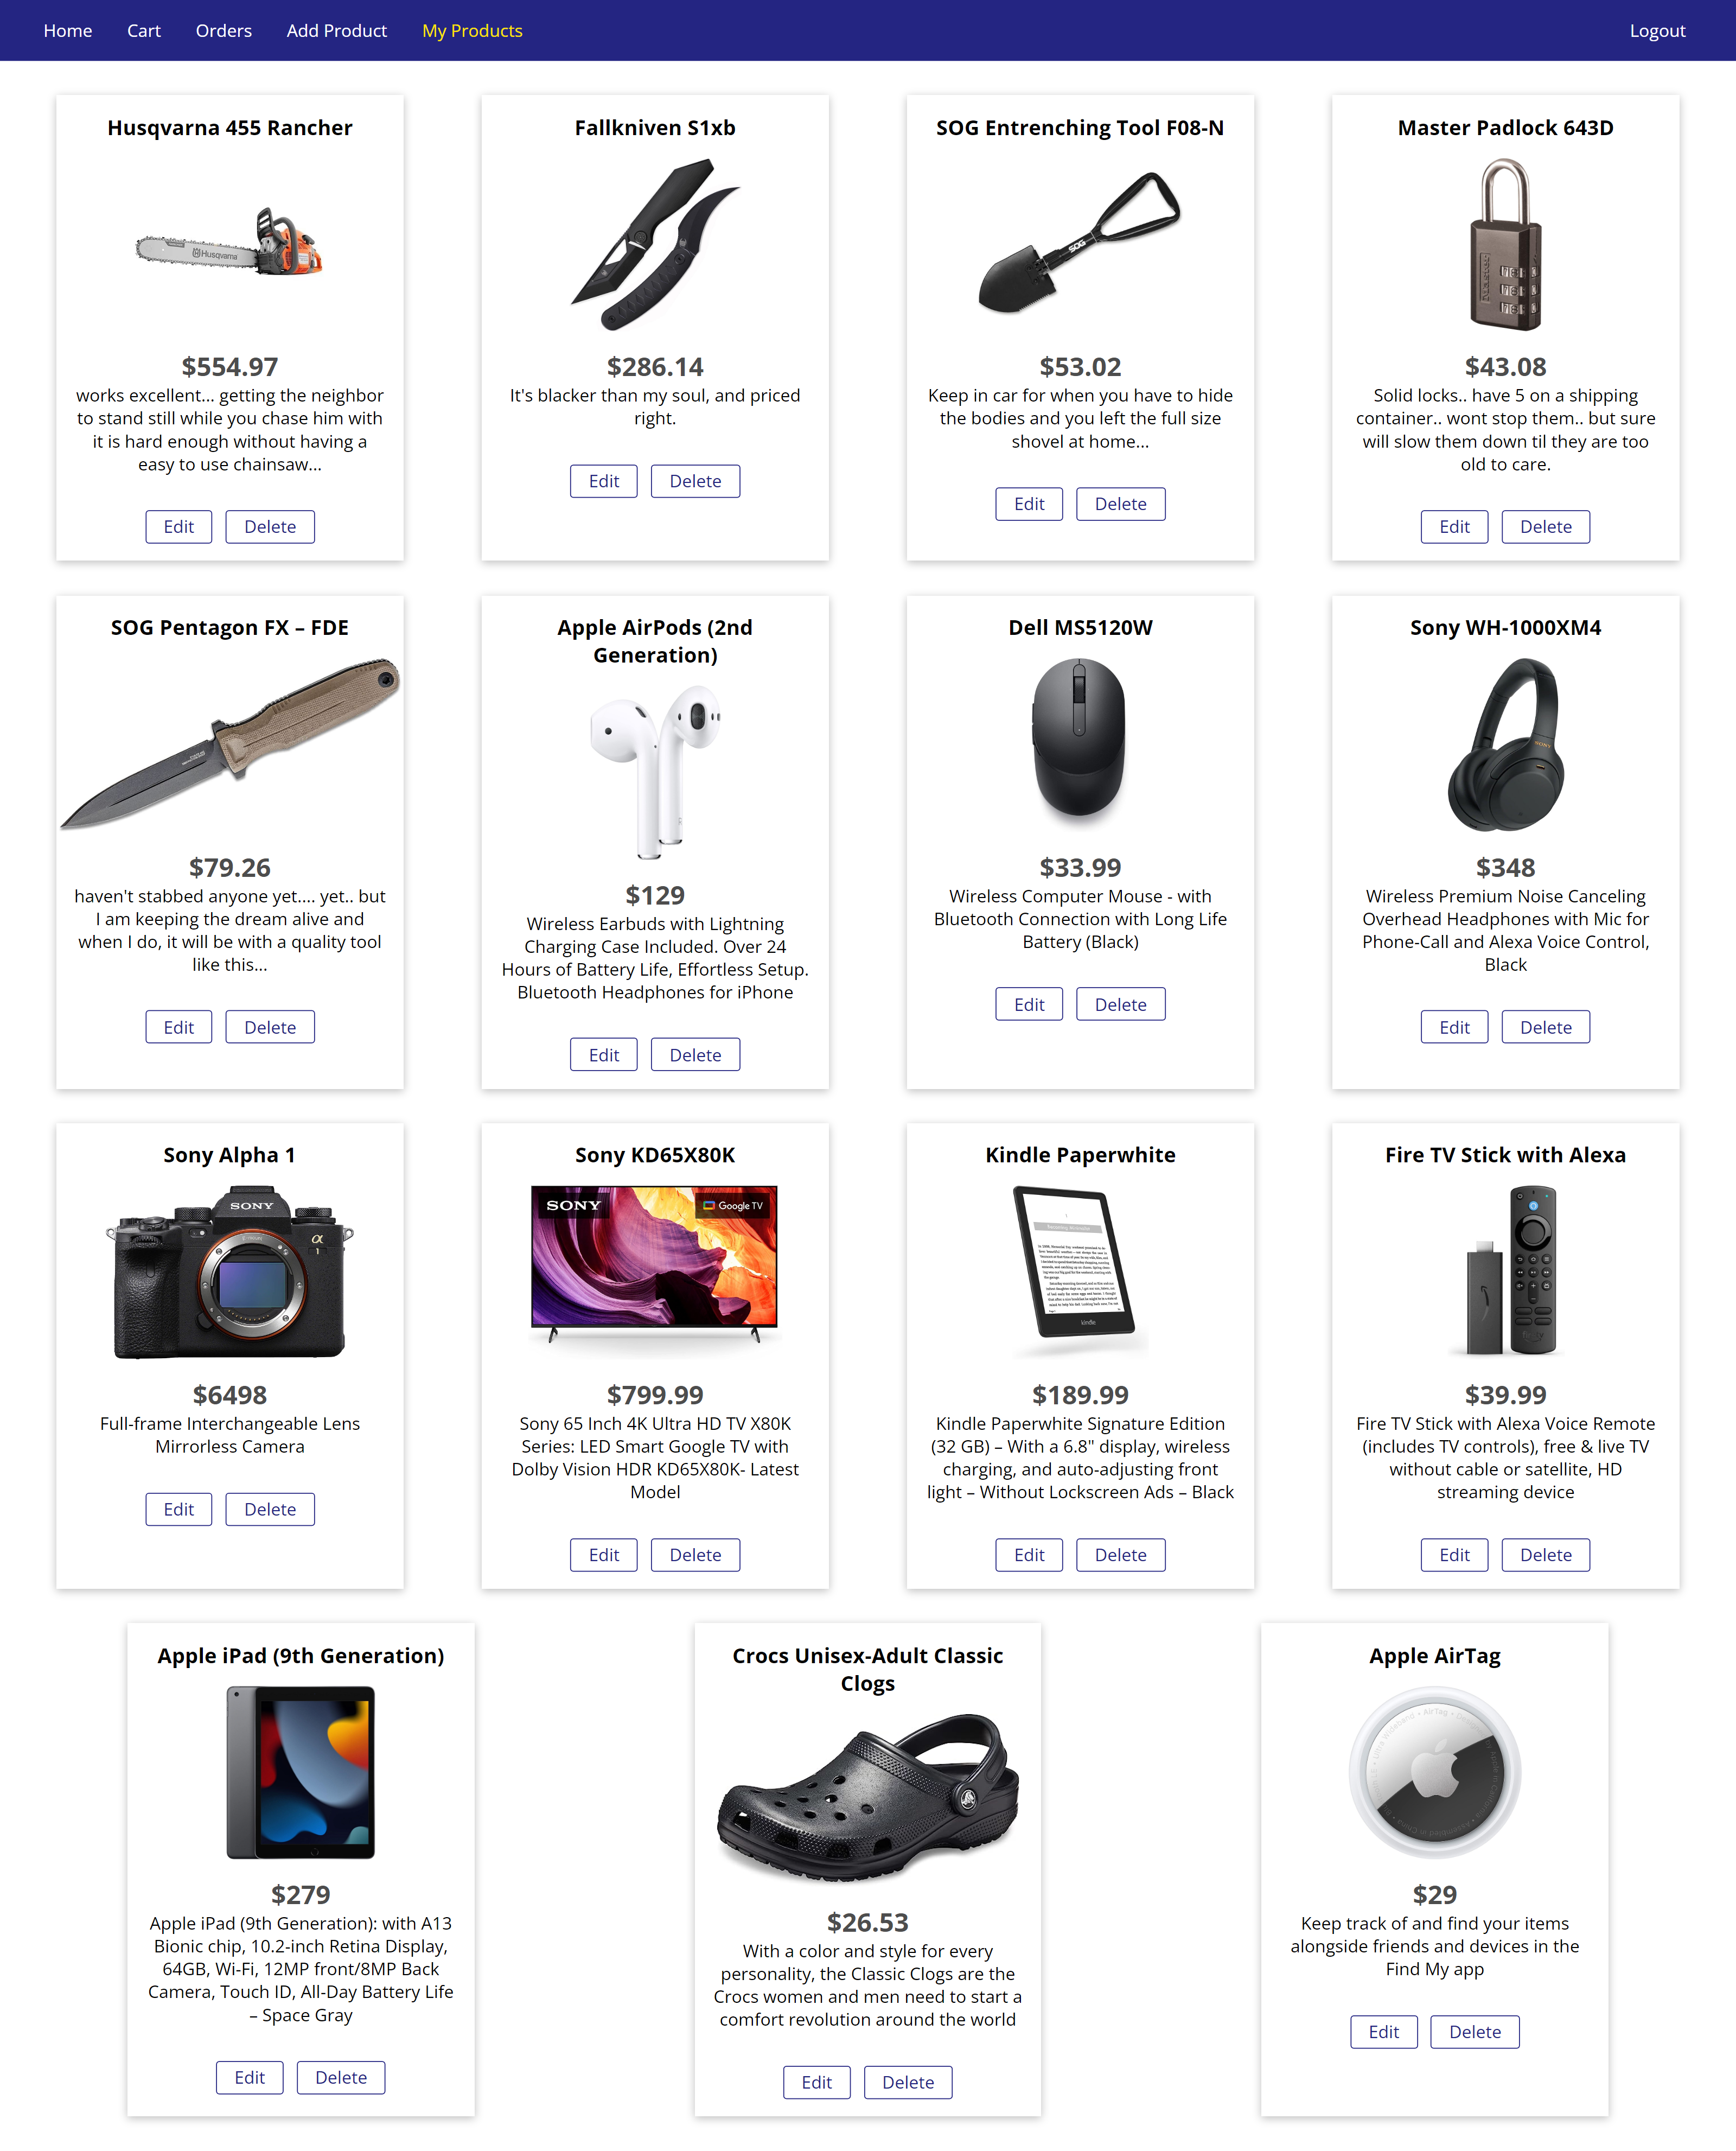 Home
Cart
Orders
Add Product
My Products
Logout
Husqvarna 455 Rancher
Husqvarna
$554.97
works excellent... getting the neighbor
to stand still while you chase him with
it is hard enough without having a
easy to use chainsaw...
Edit
Delete
Fallkniven S1xb
$286.14
It's blacker than my soul, and priced
right.
Edit
Delete
SOG Entrenching Tool F08-N
SOG
$53.02
Keep in car for when you have to hide
the bodies and you left the full size
shovel at home...
Edit
Delete
Master Padlock 643D
Master
$43.08
Solid locks.. have 5 on a shipping
container.. wont stop them.. but sure
will slow them down til they are too
old to care.
Edit
Delete
SOG Pentagon FX – FDE
$79.26
haven't stabbed anyone yet.... yet.. but
I am keeping the dream alive and
when I do, it will be with a quality tool
like this...
Edit
Delete
Apple AirPods (2nd
Generation)
$129
Wireless Earbuds with Lightning
Charging Case Included. Over 24
Hours of Battery Life, Effortless Setup.
Bluetooth Headphones for iPhone
Edit
Delete
Dell MS5120W
$33.99
Wireless Computer Mouse - with
Bluetooth Connection with Long Life
Battery (Black)
Edit
Delete
Sony WH-1000XM4
SONY
$348
Wireless Premium Noise Canceling
Overhead Headphones with Mic for
Phone-Call and Alexa Voice Control,
Black
Edit
Delete
Sony Alpha 1
SONY
α
1
$6498
Full-frame Interchangeable Lens
Mirrorless Camera
Edit
Delete
Sony KD65X80K
SONY
Google TV
$799.99
Sony 65 Inch 4K Ultra HD TV X80K
Series: LED Smart Google TV with
Dolby Vision HDR KD65X80K- Latest
Model
Edit
Delete
Kindle Paperwhite
kindle
$189.99
Kindle Paperwhite Signature Edition
(32 GB) – With a 6.8" display, wireless
charging, and auto-adjusting front
light – Without Lockscreen Ads – Black
Edit
Delete
Fire TV Stick with Alexa
$39.99
Fire TV Stick with Alexa Voice Remote
(includes TV controls), free & live TV
without cable or satellite, HD
streaming device
Edit
Delete
Apple iPad (9th Generation)
$279
Apple iPad (9th Generation): with A13
Bionic chip, 10.2-inch Retina Display,
64GB, Wi-Fi, 12MP front/8MP Back
Camera, Touch ID, All-Day Battery Life
– Space Gray
Edit
Delete
Crocs Unisex-Adult Classic
Clogs
$26.53
With a color and style for every
personality, the Classic Clogs are the
Crocs women and men need to start a
comfort revolution around the world
Edit
Delete
Apple AirTag
$29
Keep track of and find your items
alongside friends and devices in the
Find My app
Edit
Delete